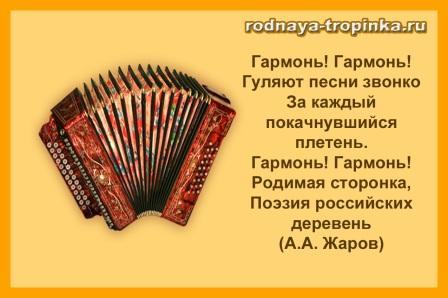 rodnaya-tropinka.ru
Гармонь! Гармонь!
Гуляют песни звонко
За каждый
покачнувшийся
плетень.
Гармонь! Гармонь!
Родимая сторонка,
Поэзия российских
деревень
(А.А. Жаров)